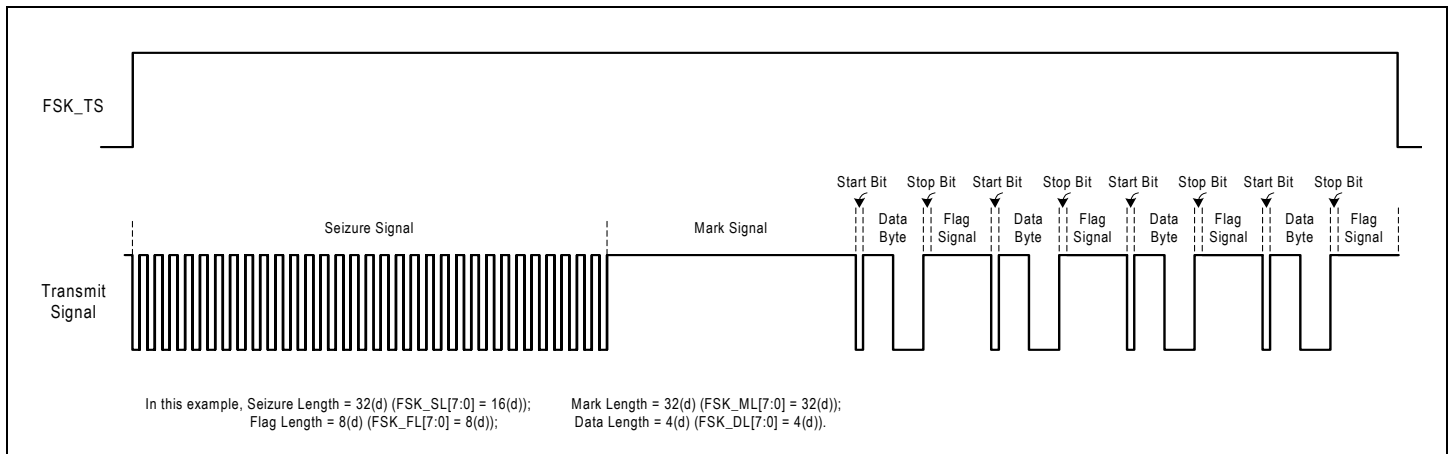 FSK_TS
Start Bit Stop Bit Start Bit Stop Bit Start Bit Stop Bit Start Bit Stop Bit
Seizure Signal
Mark Signal
Data Byte
Flag Signal
Data Byte
Flag Signal
Data Byte
Flag Signal
Data Byte
Flag Signal
Transmit
Signal
In this example, Seizure Length = 32(d) (FSK_SL[7:0] = 16(d)); Mark Length = 32(d) (FSK_ML[7:0] = 32(d));
Flag Length = 8(d) (FSK_FL[7:0] = 8(d)); Data Length = 4(d) (FSK_DL[7:0] = 4(d)).